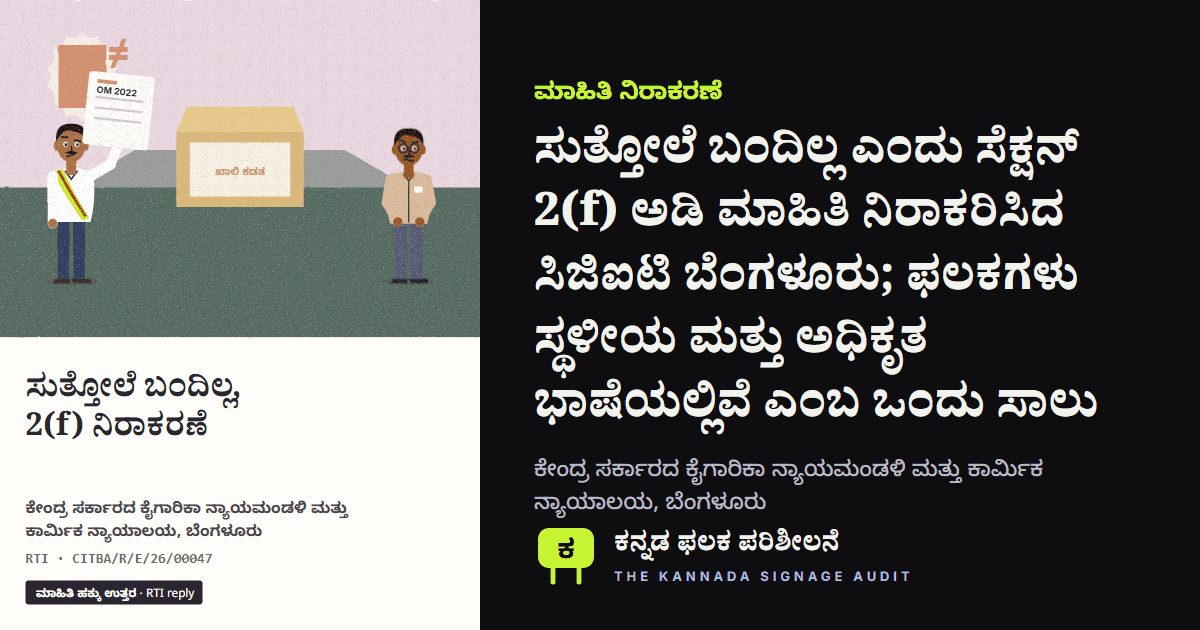 ≠
OM 2022
ಖಾಲಿ ಕಡತ
ಸುತ್ತೋಲೆ ಬಂದಿಲ್ಲ,
2(f) ನಿರಾಕರಣೆ
ಕೇಂದ್ರ ಸರ್ಕಾರದ ಕೈಗಾರಿಕಾ ನ್ಯಾಯಮಂಡಳಿ ಮತ್ತು
ಕಾರ್ಮಿಕ ನ್ಯಾಯಾಲಯ, ಬೆಂಗಳೂರು
RTI · CITBA/R/E/26/00047
ಮಾಹಿತಿ ಹಕ್ಕು ಉತ್ತರ · RTI reply
ಮಾಹಿತಿ ನಿರಾಕರಣೆ
ಸುತ್ತೋಲೆ ಬಂದಿಲ್ಲ ಎಂದು ಸೆಕ್ಷನ್
2(f) ಅಡಿ ಮಾಹಿತಿ ನಿರಾಕರಿಸಿದ
ಸಿಜಿಐಟಿ ಬೆಂಗಳೂರು; ಫಲಕಗಳು
ಸ್ಥಳೀಯ ಮತ್ತು ಅಧಿಕೃತ
ಭಾಷೆಯಲ್ಲಿವೆ ಎಂಬ ಒಂದು ಸಾಲು
ಕೇಂದ್ರ ಸರ್ಕಾರದ ಕೈಗಾರಿಕಾ ನ್ಯಾಯಮಂಡಳಿ ಮತ್ತು ಕಾರ್ಮಿಕ
ನ್ಯಾಯಾಲಯ, ಬೆಂಗಳೂರು
ಕ
ಕನ್ನಡ ಫಲಕ ಪರಿಶೀಲನೆ
THE KANNADA SIGNAGE AUDIT